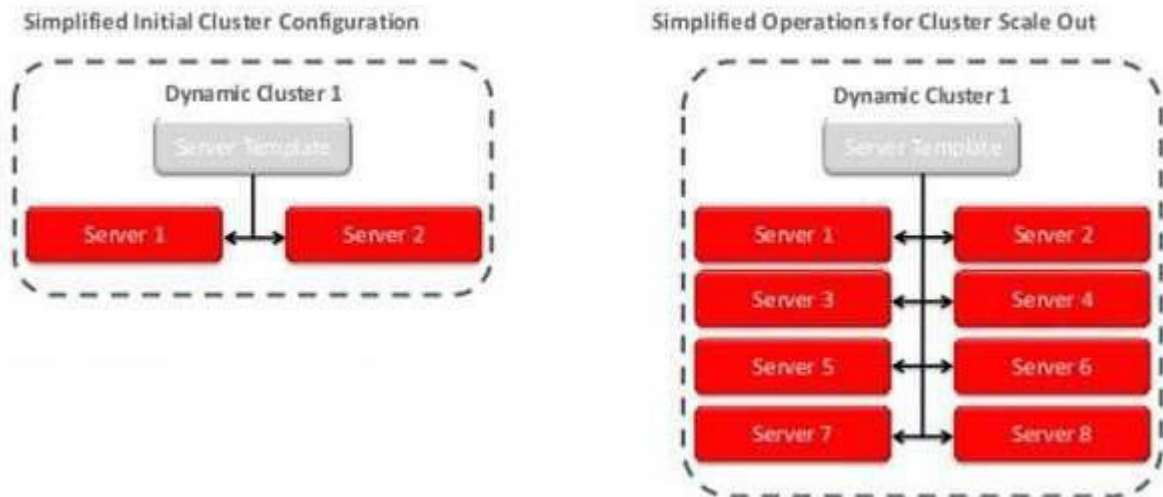 Simplified Initial Cluster Configuration
Dynamic Cluster 1
Server Template
Server 1
Server 2
Simplified Operations for Cluster Scale Out
Dynamic Cluster 1
Server Template
Server 1
Server 2
Server 3
Server 4
Server 5
Server 6
Server 7
Server 8